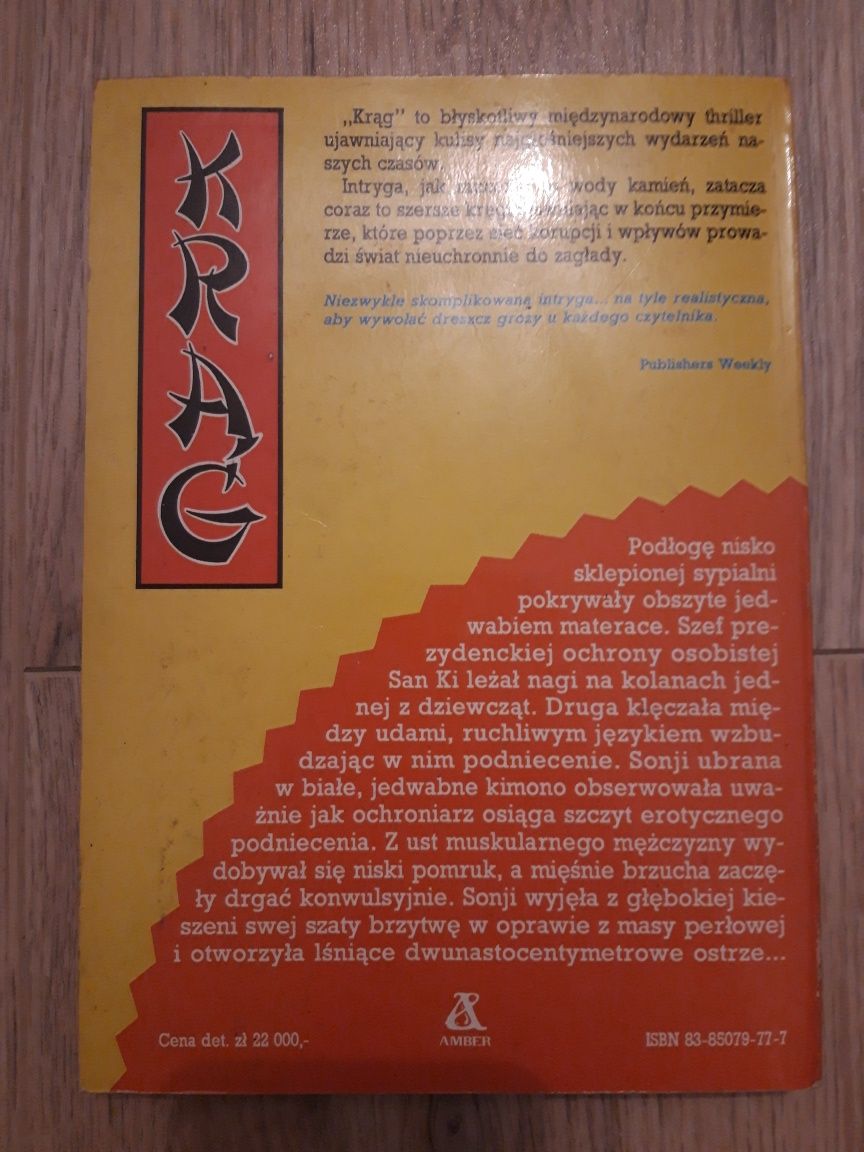 KRĄG
„Krąg” to błyskotliwy międzynarodowy thriller
ujawniający kulisy najgłośniejszych wydarzeń na-
szych czasów.
Intryga, jak wody kamień, zatacza
coraz to szersze kręgi, w końcu przymie-
rze, które poprzez sieć korupcji i wpływów prowa-
dzi świat nieuchronnie do zagłady.
Niezwykle skomplikowana intryga... na tyle realistyczna,
aby wywołać dreszcz grozy u każdego czytelnika.
Publishers Weekly
Podłogę nisko
sklepionej sypialni
pokrywały obszyte jed-
wabiem materace. Szef pre-
zydenckiej ochrony osobistej
San Ki leżał nagi na kolanach jed-
nej z dziewcząt. Druga klęczała mię-
dzy udami, ruchliwym językiem wzbu-
dzając w nim podniecenie. Sonji ubrana
w białe, jedwabne kimono obserwowała uwa-
żnie jak ochroniarz osiąga szczyt erotycznego
podniecenia. Z ust muskularnego mężczyzny wy-
dobywał się niski pomruk, a mięśnie brzucha zaczę-
ły drgać konwulsyjnie. Sonji wyjęła z głębokiej kie-
szeni swej szaty brzytwę w oprawie z masy perłowej
i otworzyła lśniące dwunastocentymetrowe ostrze...
Cena det. zł 22 000,-
AMBER
ISBN 83-85079-77-7